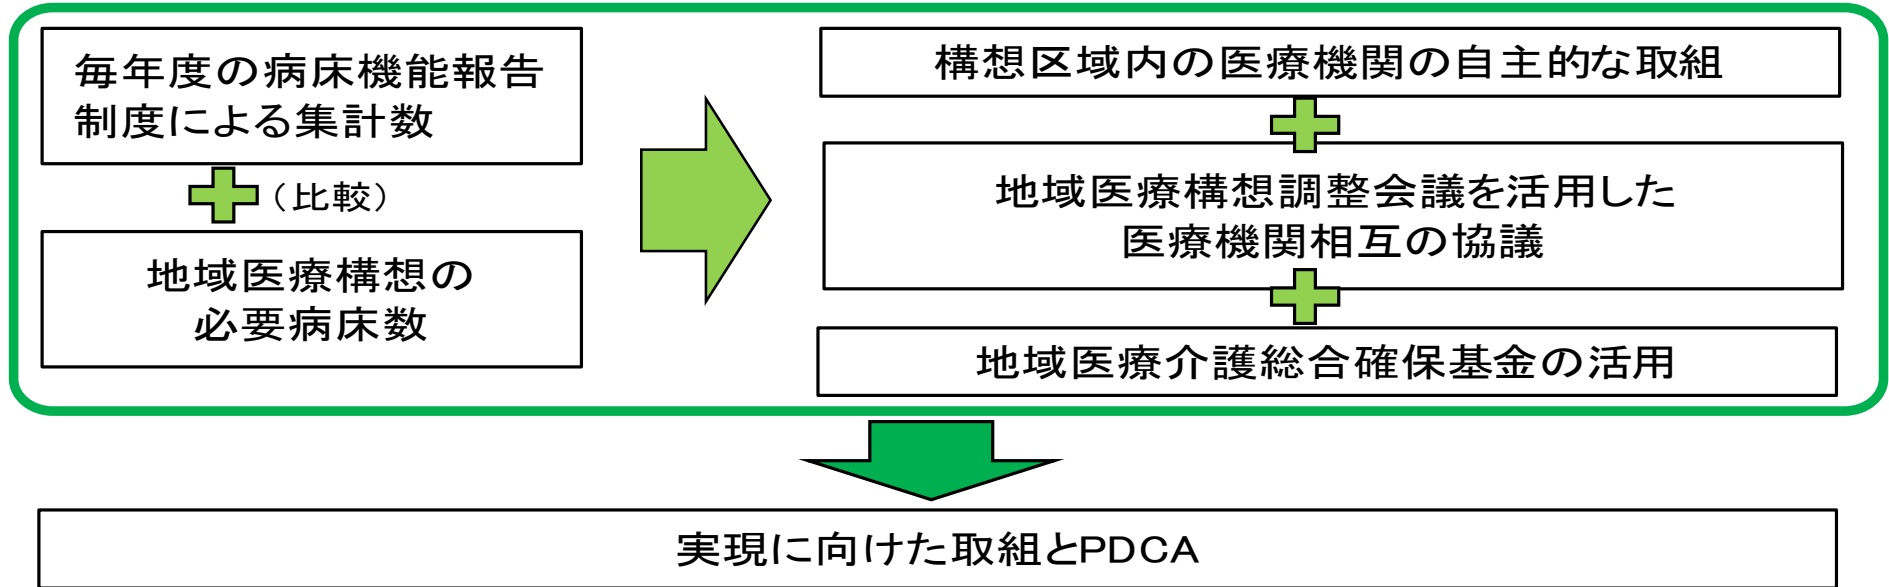 毎年度の病床機能報告
制度による集計数
（比較）
地域医療構想の
必要病床数
構想区域内の医療機関の自主的な取組
地域医療構想調整会議を活用した
医療機関相互の協議
地域医療介護総合確保基金の活用
実現に向けた取組とPDCA